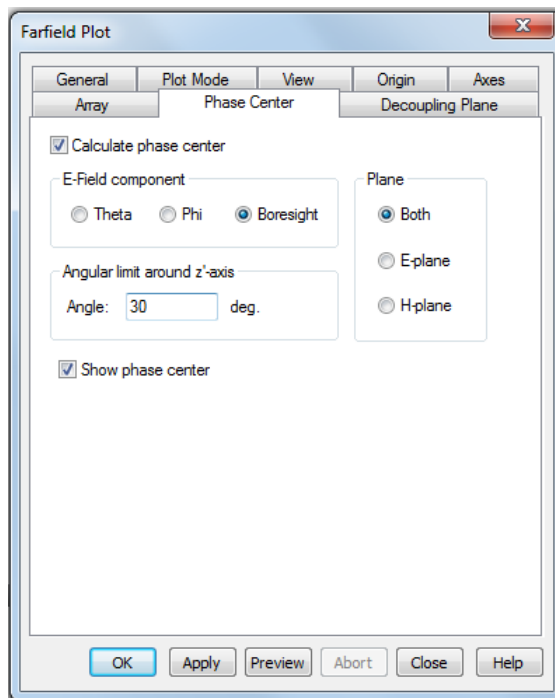 Farfield Plot
General Plot Mode View Origin Axes
Array Phase Center Decoupling Plane
Calculate phase center
E-Field component
Theta Phi Boresight
Plane
Both
E-plane
H-plane
Angular limit around z'-axis
Angle: 30 deg.
Show phase center
OK Apply Preview Abort Close Help